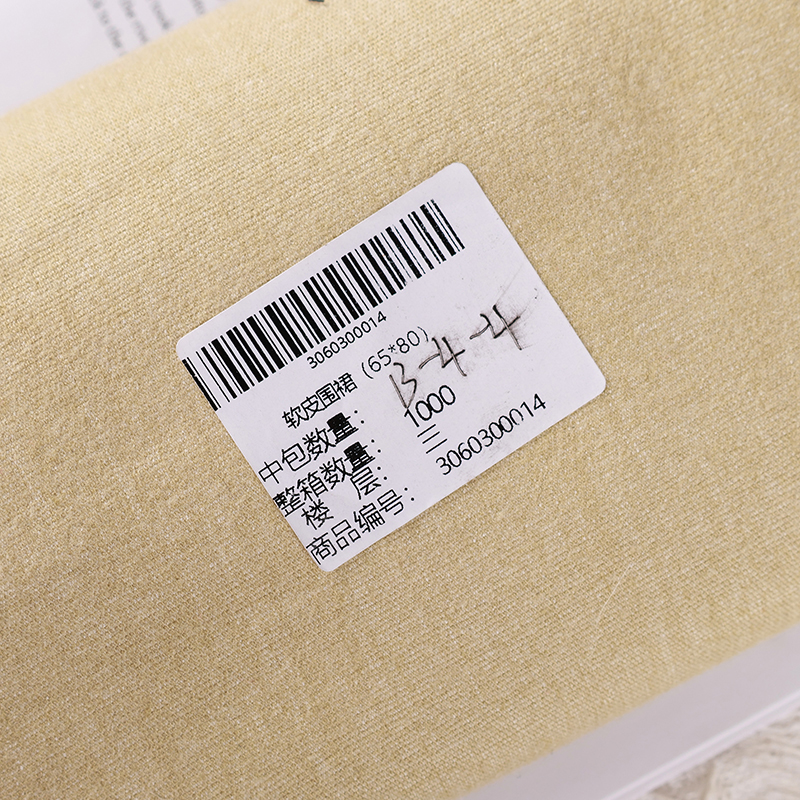 3060300014
软皮围裙（65*80）
B-4-4
中包数量：
整箱数量： 1000
楼 层： 三
商品编号： 3060300014